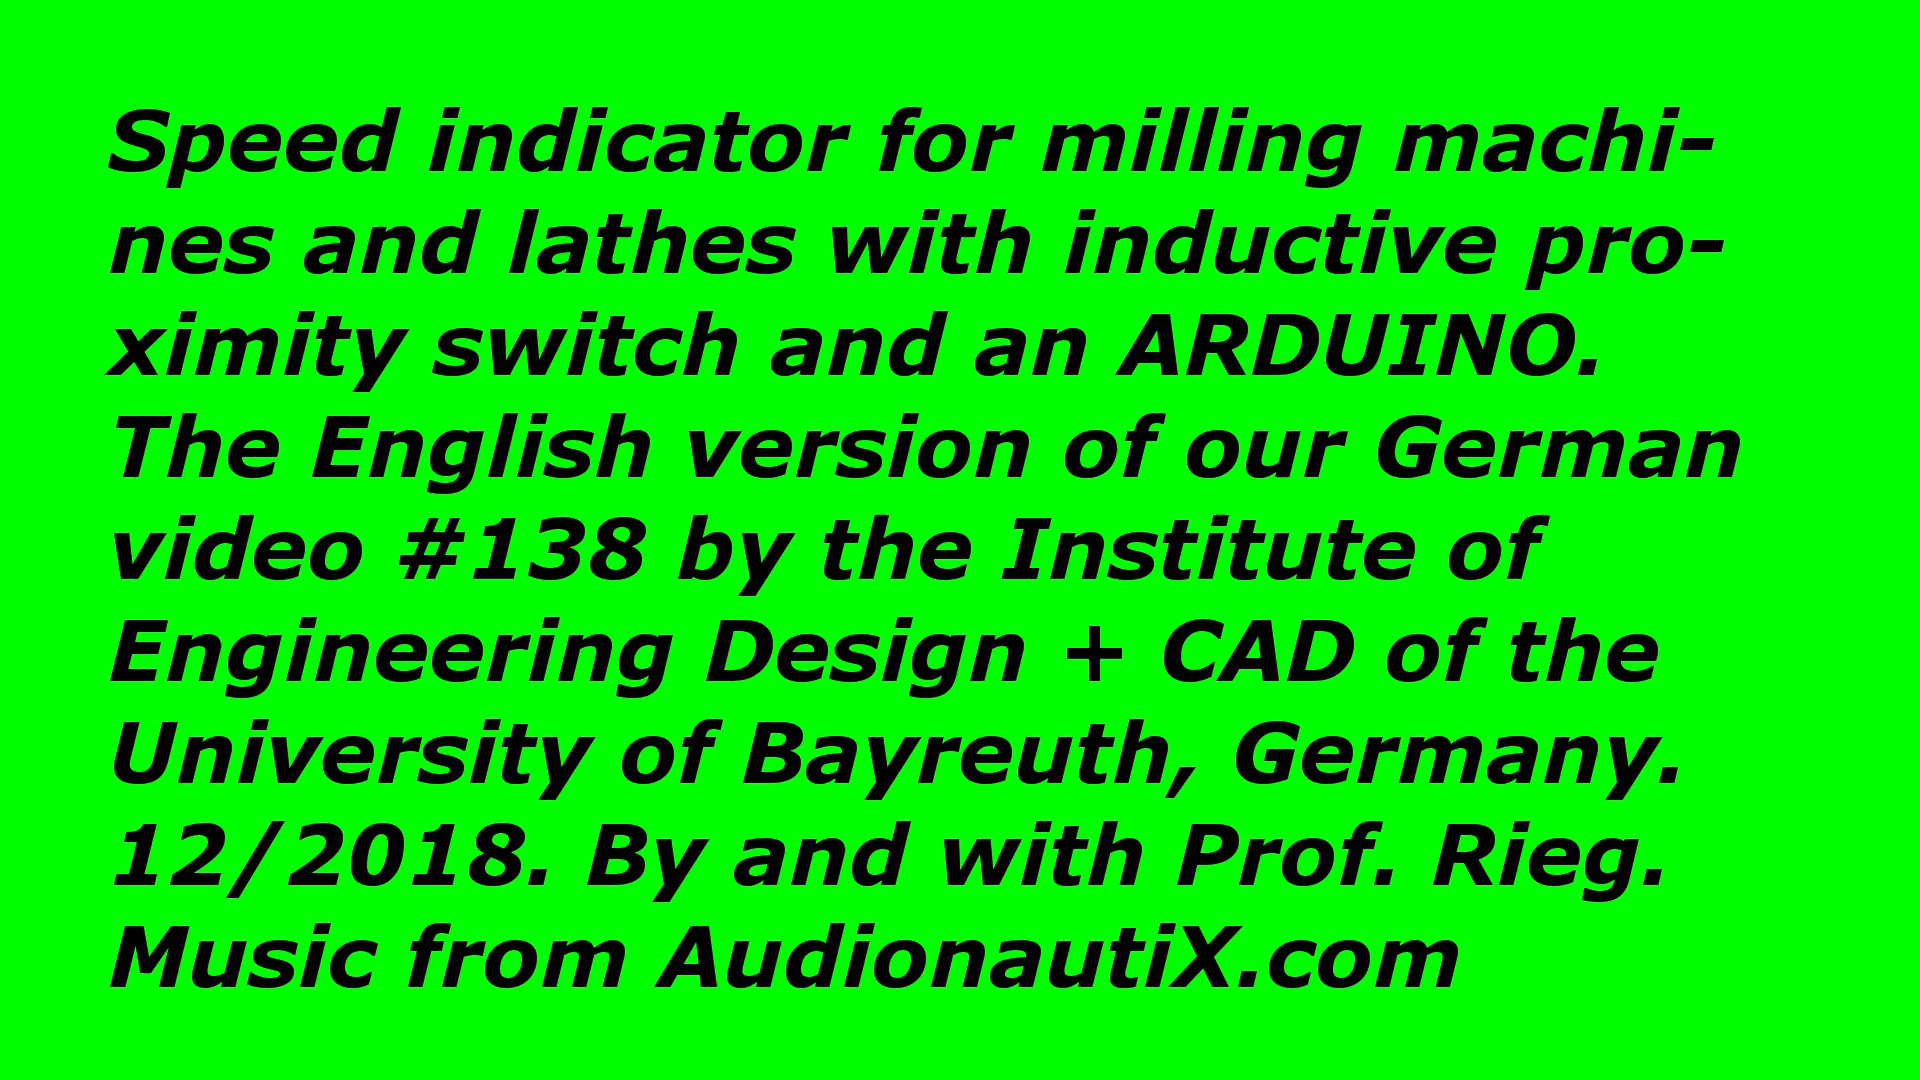 Speed indicator for milling machi-
nes and lathes with inductive pro-
ximity switch and an ARDUINO.
The English version of our German
video #138 by the Institute of
Engineering Design + CAD of the
University of Bayreuth, Germany.
12/2018. By and with Prof. Rieg.
Music from AudionautiX.com